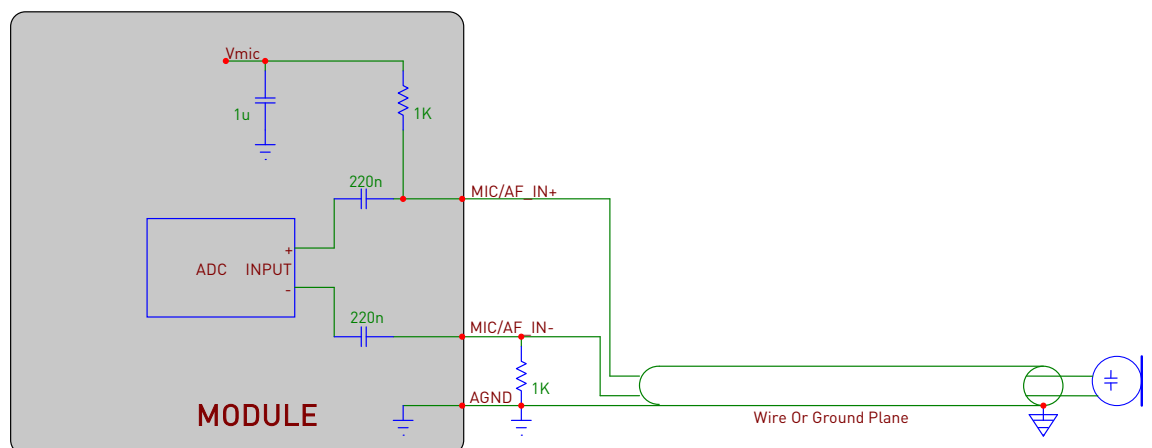 Vmic
1u
1K
220n
MIC/AF_IN+
+
ADC INPUT
-
220n
MIC/AF_IN-
1K
AGND
MODULE
Wire Or Ground Plane